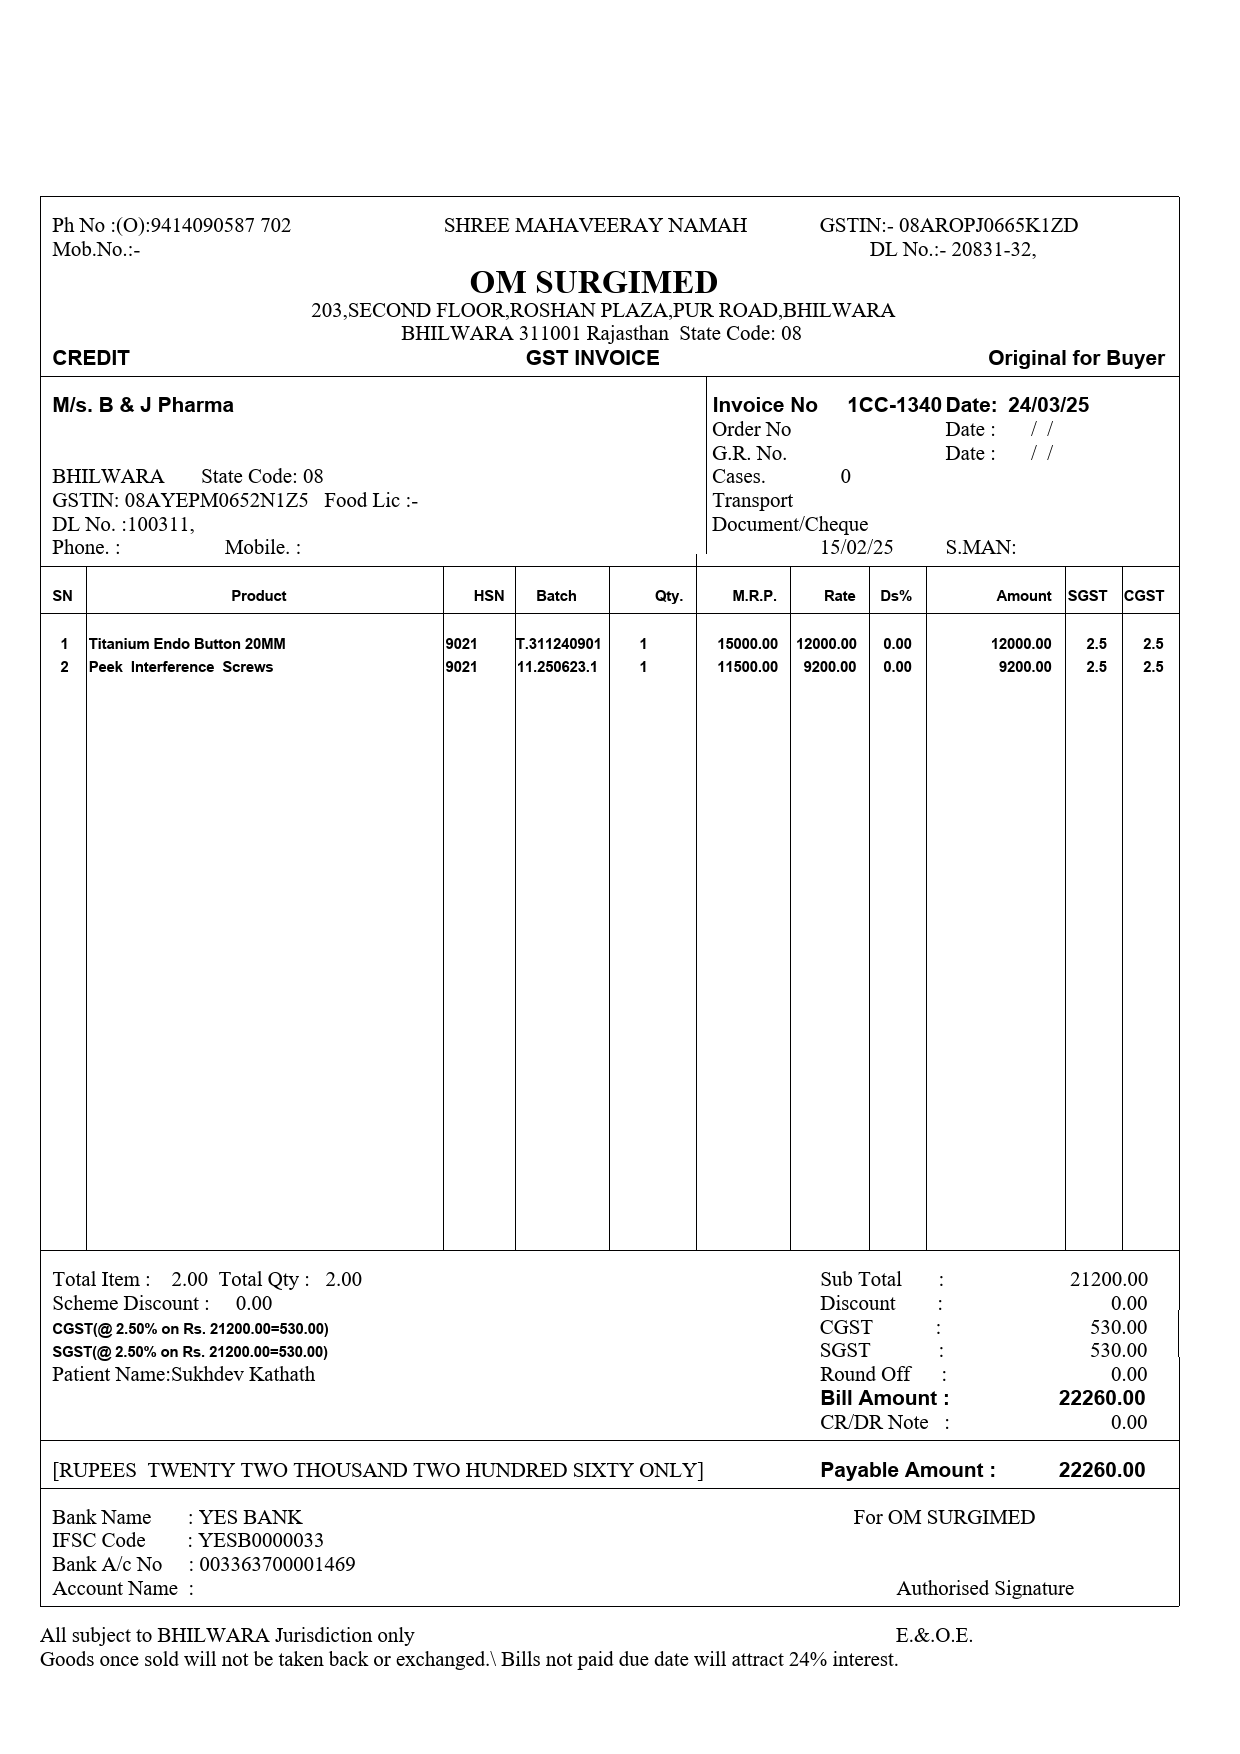 Ph No :(O):9414090587 702 SHREE MAHAVEERAY NAMAH GSTIN:- 08AROPJ0665K1ZD
Mob.No.:- DL No.:- 20831-32,
OM SURGIMED
203,SECOND FLOOR,ROSHAN PLAZA,PUR ROAD,BHILWARA
BHILWARA 311001 Rajasthan State Code: 08
CREDIT GST INVOICE Original for Buyer
M/s. B & J Pharma Invoice No 1CC-1340 Date: 24/03/25
Order No Date : / /
G.R. No. Date : / /
BHILWARA State Code: 08 Cases. 0
GSTIN: 08AYEPM0652N1Z5 Food Lic :- Transport
DL No. :100311, Document/Cheque
Phone. : Mobile. : 15/02/25 S.MAN:
SN Product HSN Batch Qty. M.R.P. Rate Ds% Amount SGST CGST
1 Titanium Endo Button 20MM 9021 T.311240901 1 15000.00 12000.00 0.00 12000.00 2.5 2.5
2 Peek Interference Screws 9021 11.250623.1 1 11500.00 9200.00 0.00 9200.00 2.5 2.5
Total Item : 2.00 Total Qty : 2.00 Sub Total : 21200.00
Scheme Discount : 0.00 Discount : 0.00
CGST(@ 2.50% on Rs. 21200.00=530.00) CGST : 530.00
SGST(@ 2.50% on Rs. 21200.00=530.00) SGST : 530.00
Patient Name:Sukhdev Kathath Round Off : 0.00
Bill Amount : 22260.00
CR/DR Note : 0.00
[RUPEES TWENTY TWO THOUSAND TWO HUNDRED SIXTY ONLY] Payable Amount : 22260.00
Bank Name : YES BANK For OM SURGIMED
IFSC Code : YESB0000033
Bank A/c No : 003363700001469
Account Name : Authorised Signature
All subject to BHILWARA Jurisdiction only E.&.O.E.
Goods once sold will not be taken back or exchanged.\ Bills not paid due date will attract 24% interest.